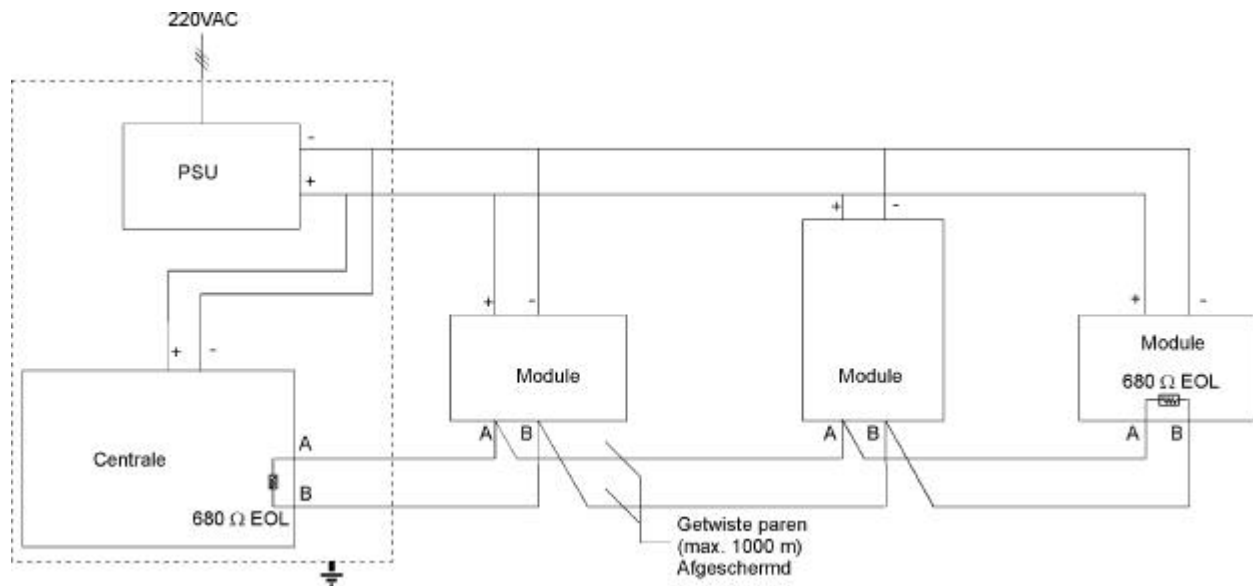 220VAC
PSU
-
+
+ -
+ -
+ -
+ -
Module
Module
Module
680 Ω EOL
Centrale
A
B
680 Ω EOL
A B
A B
A B
Getwiste paren
(max. 1000 m)
Afgeschermd